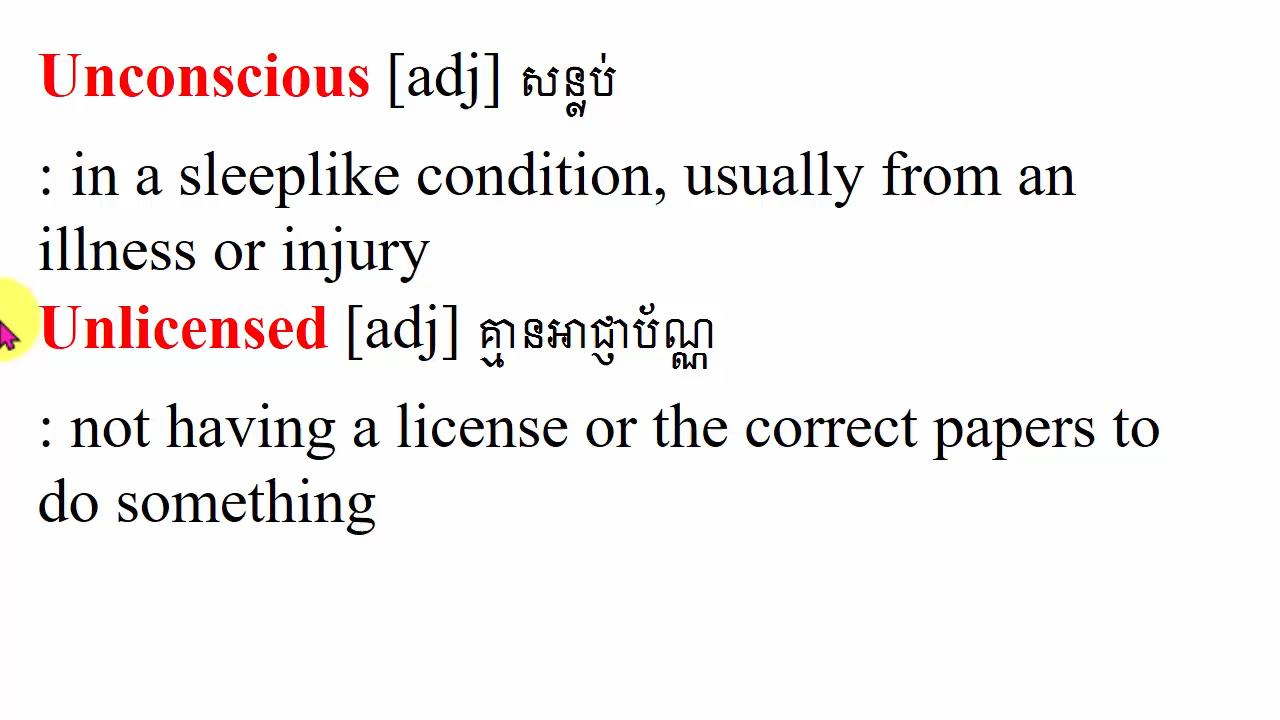 Unconscious [adj] សន្លប់
: in a sleeplike condition, usually from an
illness or injury
Unlicensed [adj] គ្មានអាជ្ញាប័ណ្ណ
: not having a license or the correct papers to
do something